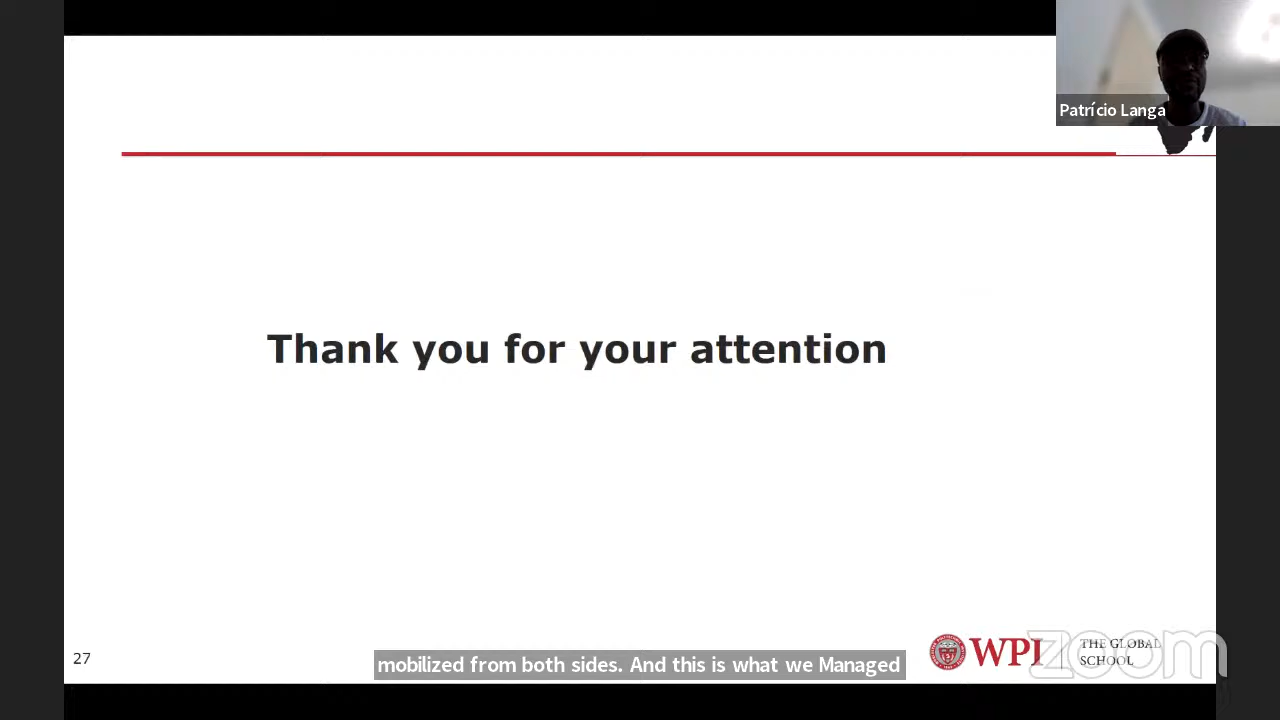 Patrício Langa
Thank you for your attention
27
mobilized from both sides. And this is what we Managed
WPI
THE GLOBAL
SCHOOL
zoom